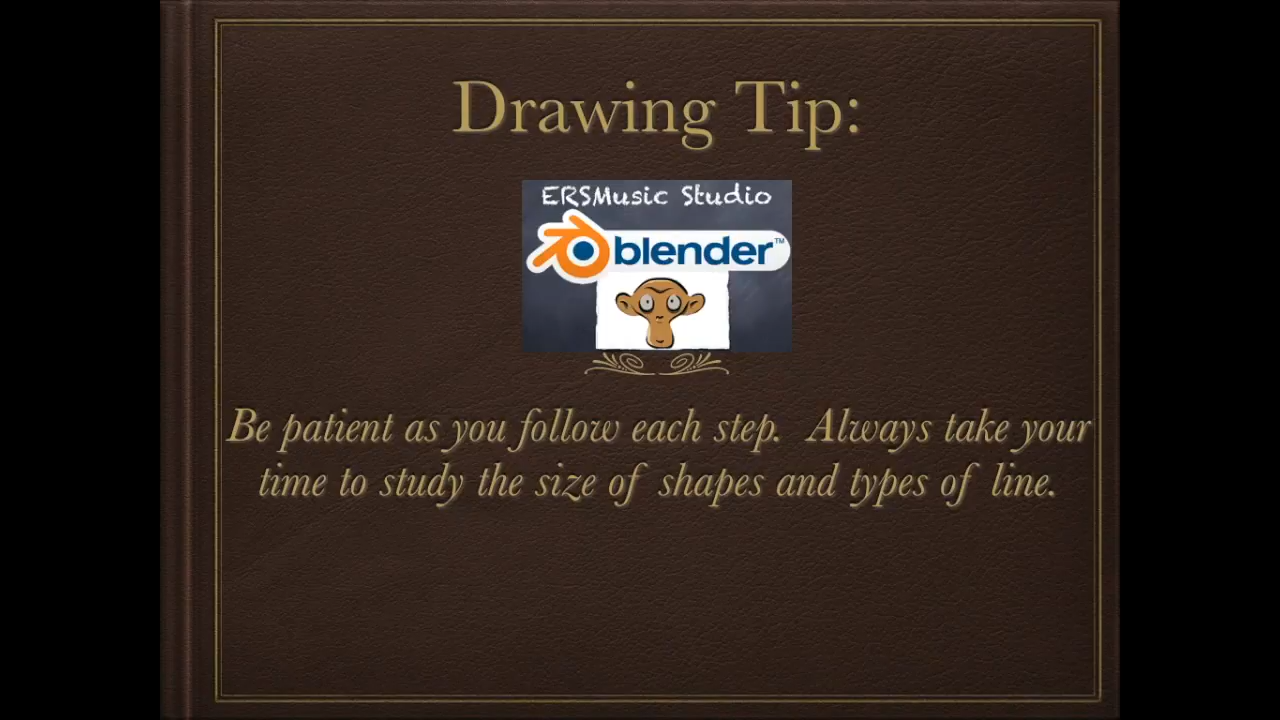 Drawing Tip:
ERSMusic Studio
blender™
Be patient as you follow each step.  Always take your
time to study the size of shapes and types of line.